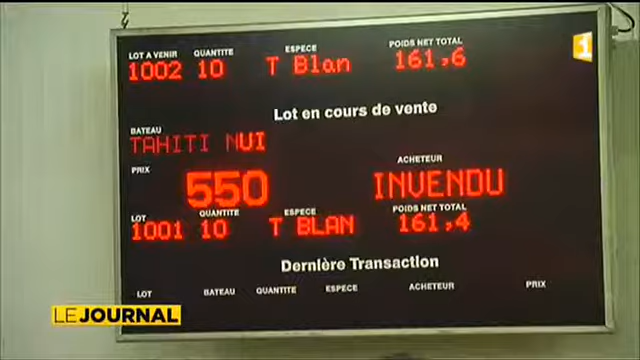 LOT A VENIR QUANTITE ESPECE POIDS NET TOTAL
1002 10 T Blan 161,6
1
Lot en cours de vente
BATEAU
TAHITI NUI
PRIX ACHETEUR
550 INVENDU
LOT QUANTITE ESPECE POIDS NET TOTAL
1001 10 T BLAN 161,4
Dernière Transaction
LOT BATEAU QUANTITE ESPECE ACHETEUR PRIX
LE JOURNAL